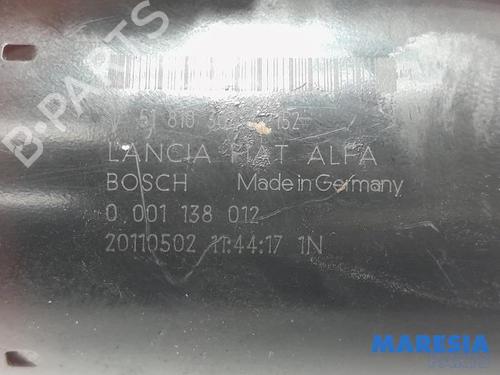 LANCIA FIAT ALFA
BOSCH Made in Germany
0 001 138 012
20110502 11:44:17 1N
B-PARTS
MARESIA